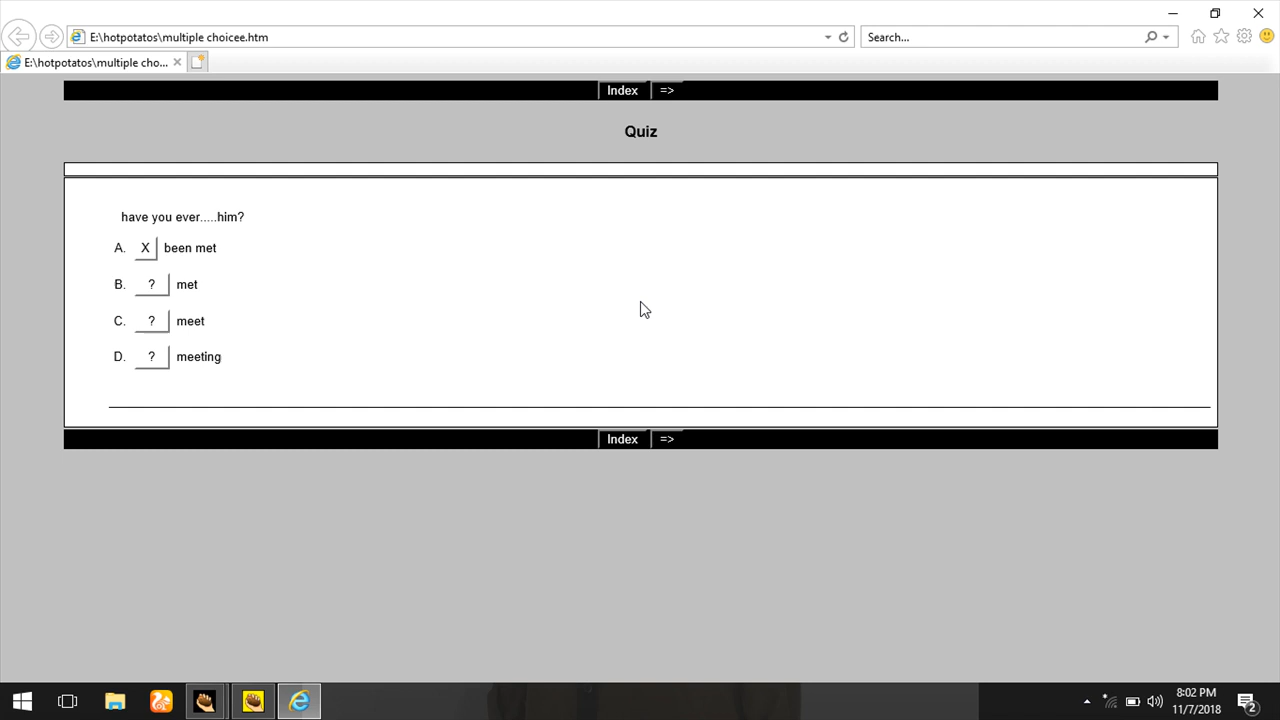 E:\hotpotatos\multiple choicee.htm
Search...
E:\hotpotatos\multiple cho...
Index =>
Quiz
have you ever.....him?
A. X been met
B. ? met
C. ? meet
D. ? meeting
Index =>
8:02 PM
11/7/2018
2